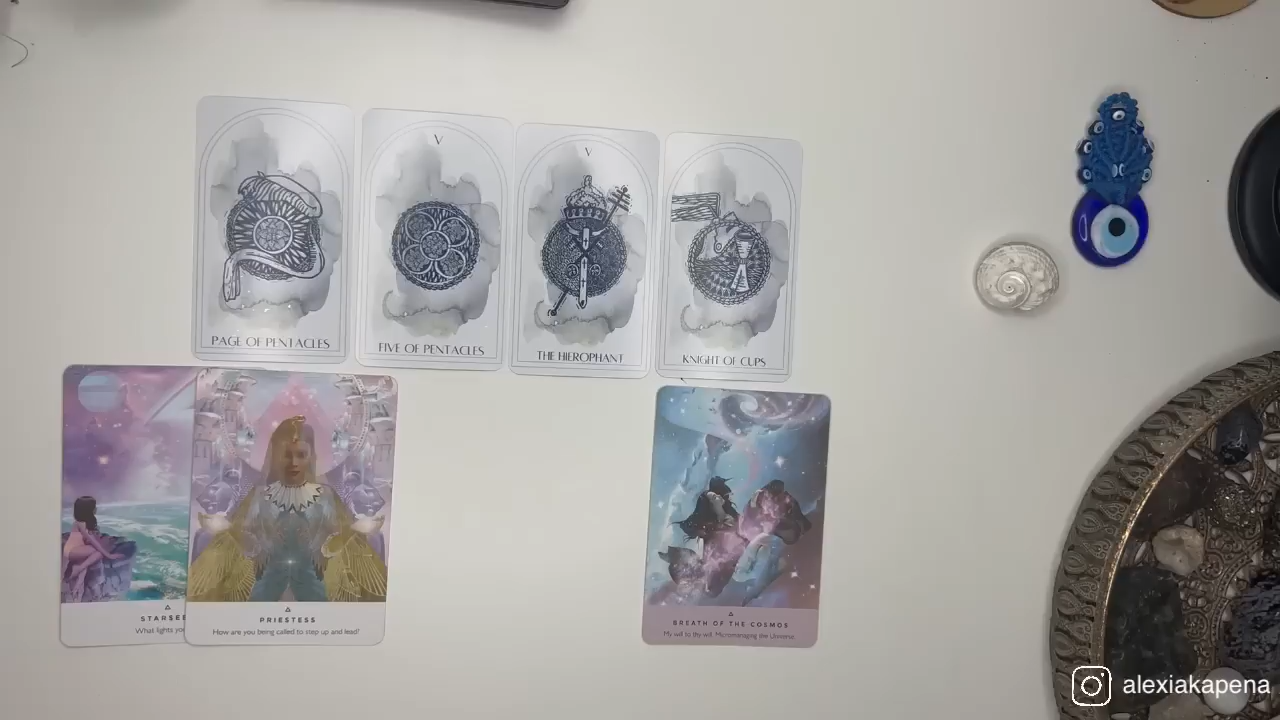 V
V
PAGE OF PENTACLES
FIVE OF PENTACLES
THE HIEROPHANT
KNIGHT OF CUPS
STARSEE
What lights yo
PRIESTESS
How are you being called to step up and lead?
BREATH OF THE COSMOS
My will to thy will. Micromanaging the Universe.
alexiakapena